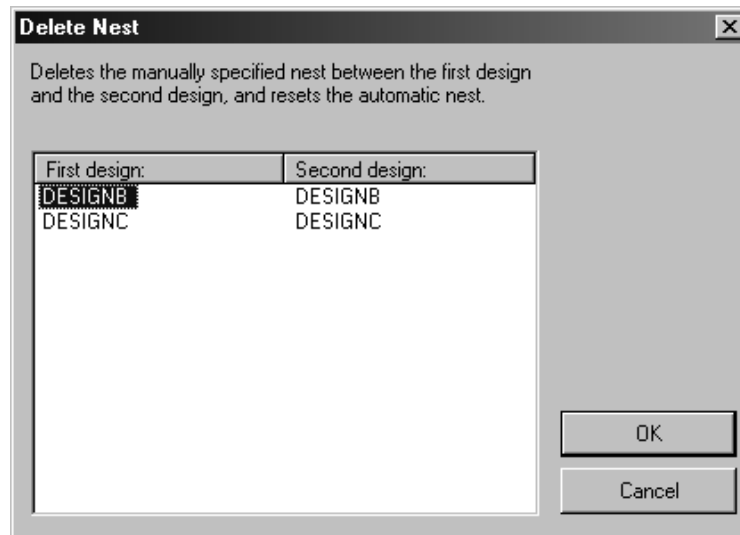 Delete Nest
Deletes the manually specified nest between the first design
and the second design, and resets the automatic nest.
First design: Second design:
DESIGNB DESIGNB
DESIGNC DESIGNC
OK
Cancel